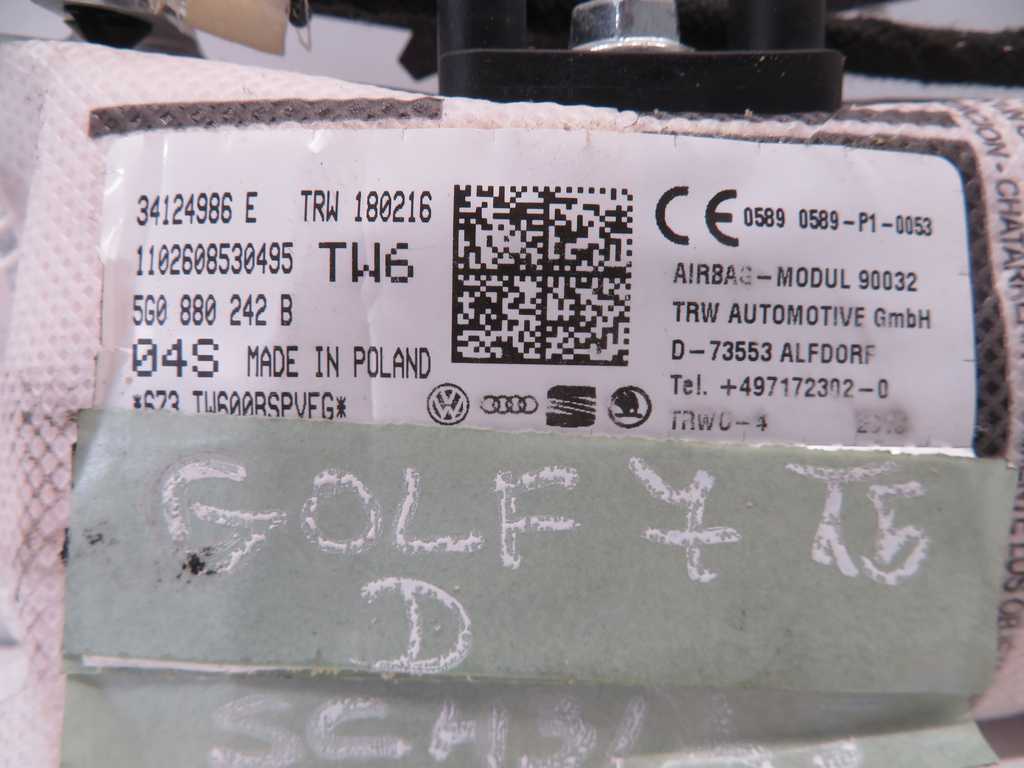 34124986 E TRW 180216
1102608530495 TW6
5G0 880 242 B
04S MADE IN POLAND
*673 TW600BSPVFG*
CE 0589 0589-P1-0053
AIRBAG-MODUL 90032
TRW AUTOMOTIVE GmbH
D-73553 ALFDORF
Tel. +497172302-0
GOLF 7 T5
D